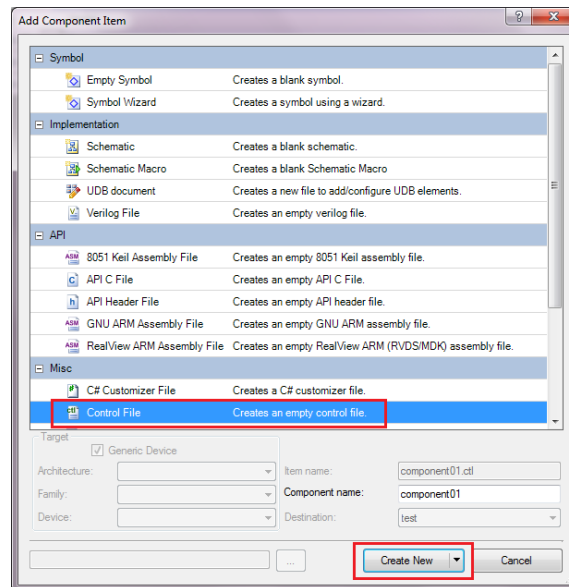 Add Component Item
Symbol
Empty Symbol Creates a blank symbol.
Symbol Wizard Creates a symbol using a wizard.
Implementation
Schematic Creates a blank schematic.
Schematic Macro Creates a blank Schematic Macro
UDB document Creates a new file to add/configure UDB elements.
Verilog File Creates an empty verilog file.
API
ASM 8051 Keil Assembly File Creates an empty 8051 Keil assembly file.
c API C File Creates an empty API C File.
h API Header File Creates an empty API header file.
ASM GNU ARM Assembly File Creates an empty GNU ARM assembly file.
ASM RealView ARM Assembly File Creates an empty RealView ARM (RVDS/MDK) assembly file.
Misc
C# Customizer File Creates a C# customizer file.
ctl Control File Creates an empty control file.
Target
Generic Device
Architecture: Item name: component01.ctl
Family: Component name: component01
Device: Destination: test
... Create New Cancel